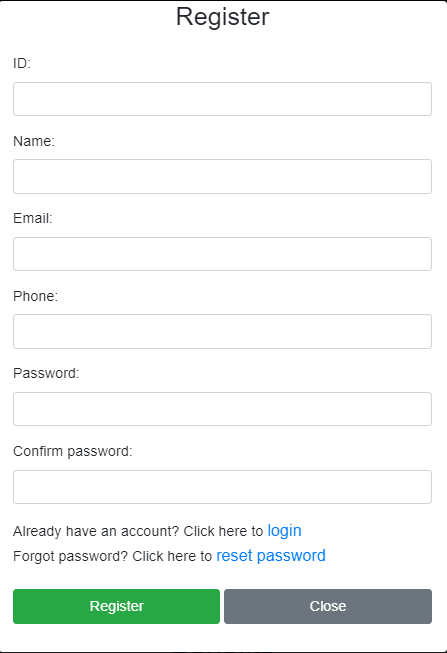 Register
ID:
Name:
Email:
Phone:
Password:
Confirm password:
Already have an account? Click here to login
Forgot password? Click here to reset password
Register Close